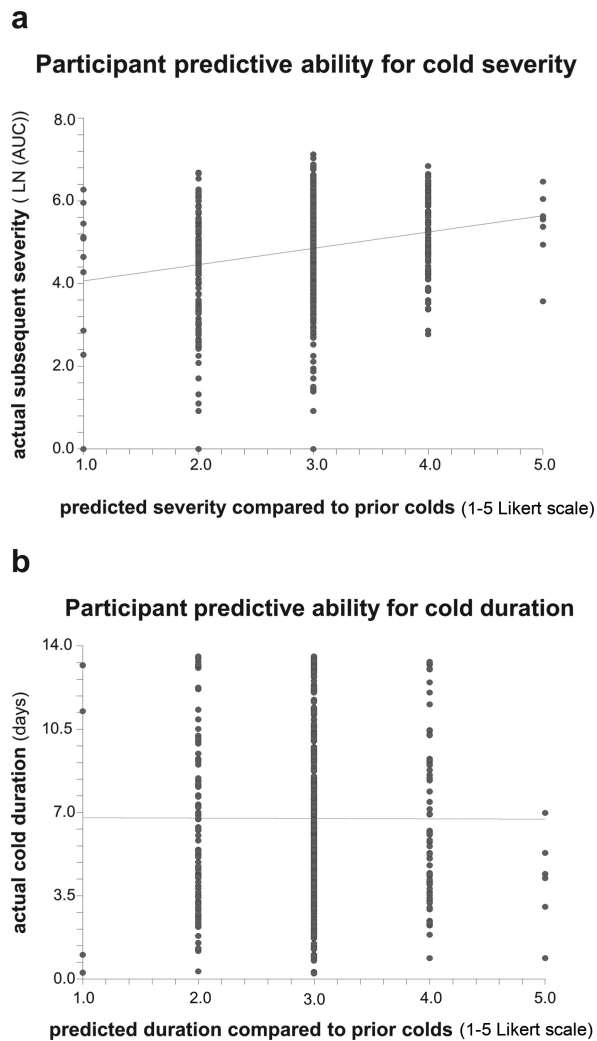 a
Participant predictive ability for cold severity
actual subsequent severity ( LN (AUC))
8.0
6.0
4.0
2.0
0.0
1.0 2.0 3.0 4.0 5.0
predicted severity compared to prior colds (1-5 Likert scale)
b
Participant predictive ability for cold duration
actual cold duration (days)
14.0
10.5
7.0
3.5
0.0
1.0 2.0 3.0 4.0 5.0
predicted duration compared to prior colds (1-5 Likert scale)